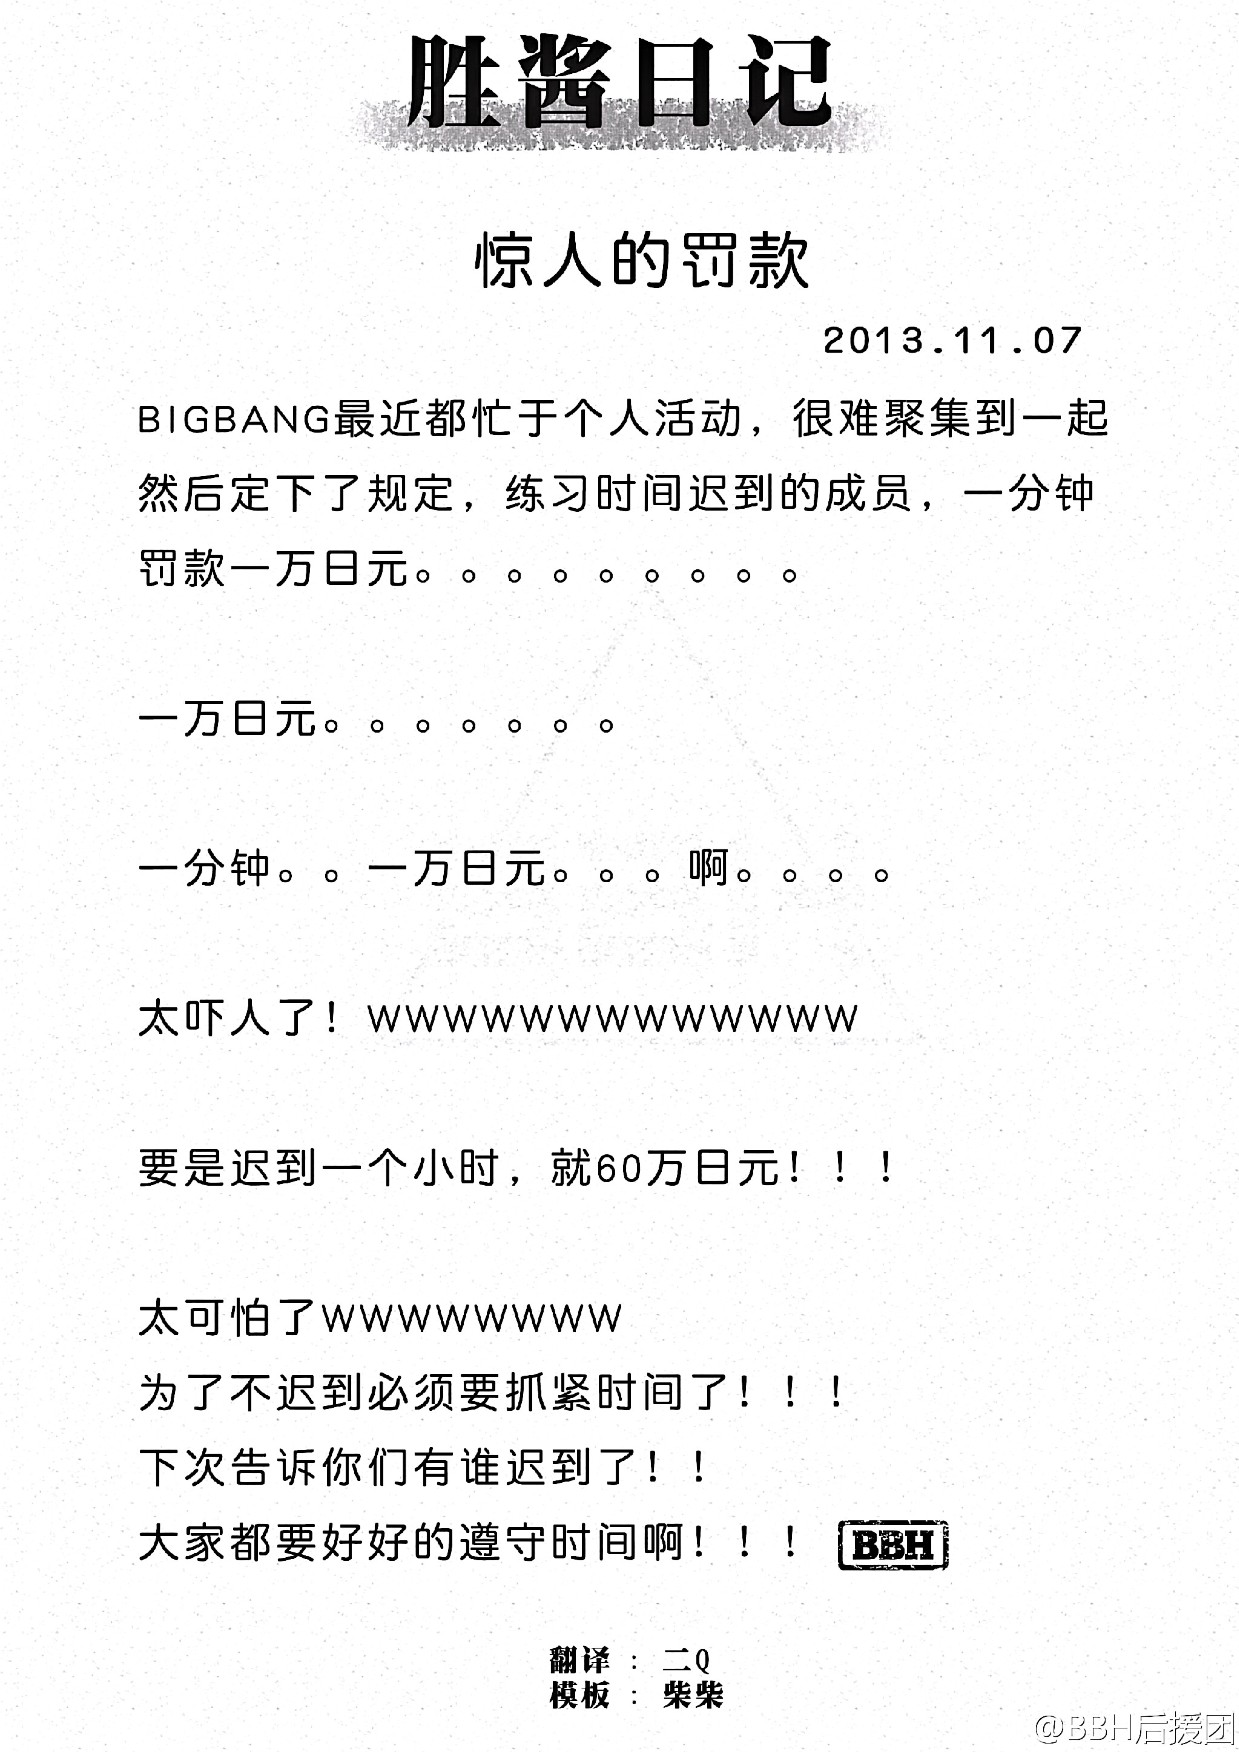 胜酱日记
惊人的罚款
2013.11.07
BIGBANG最近都忙于个人活动，很难聚集到一起
然后定下了规定，练习时间迟到的成员，一分钟
罚款一万日元。。。。。。。。。
一万日元。。。。。。。
一分钟。。一万日元。。。啊。。。。
太吓人了！WWWWWWWWWWWWW
要是迟到一个小时，就60万日元！！！
太可怕了WWWWWWWW
为了不迟到必须要抓紧时间了！！！
下次告诉你们有谁迟到了！！
大家都要好好的遵守时间啊！！！ BBH
翻译：二Q
模板：柴柴
@BBH后援团